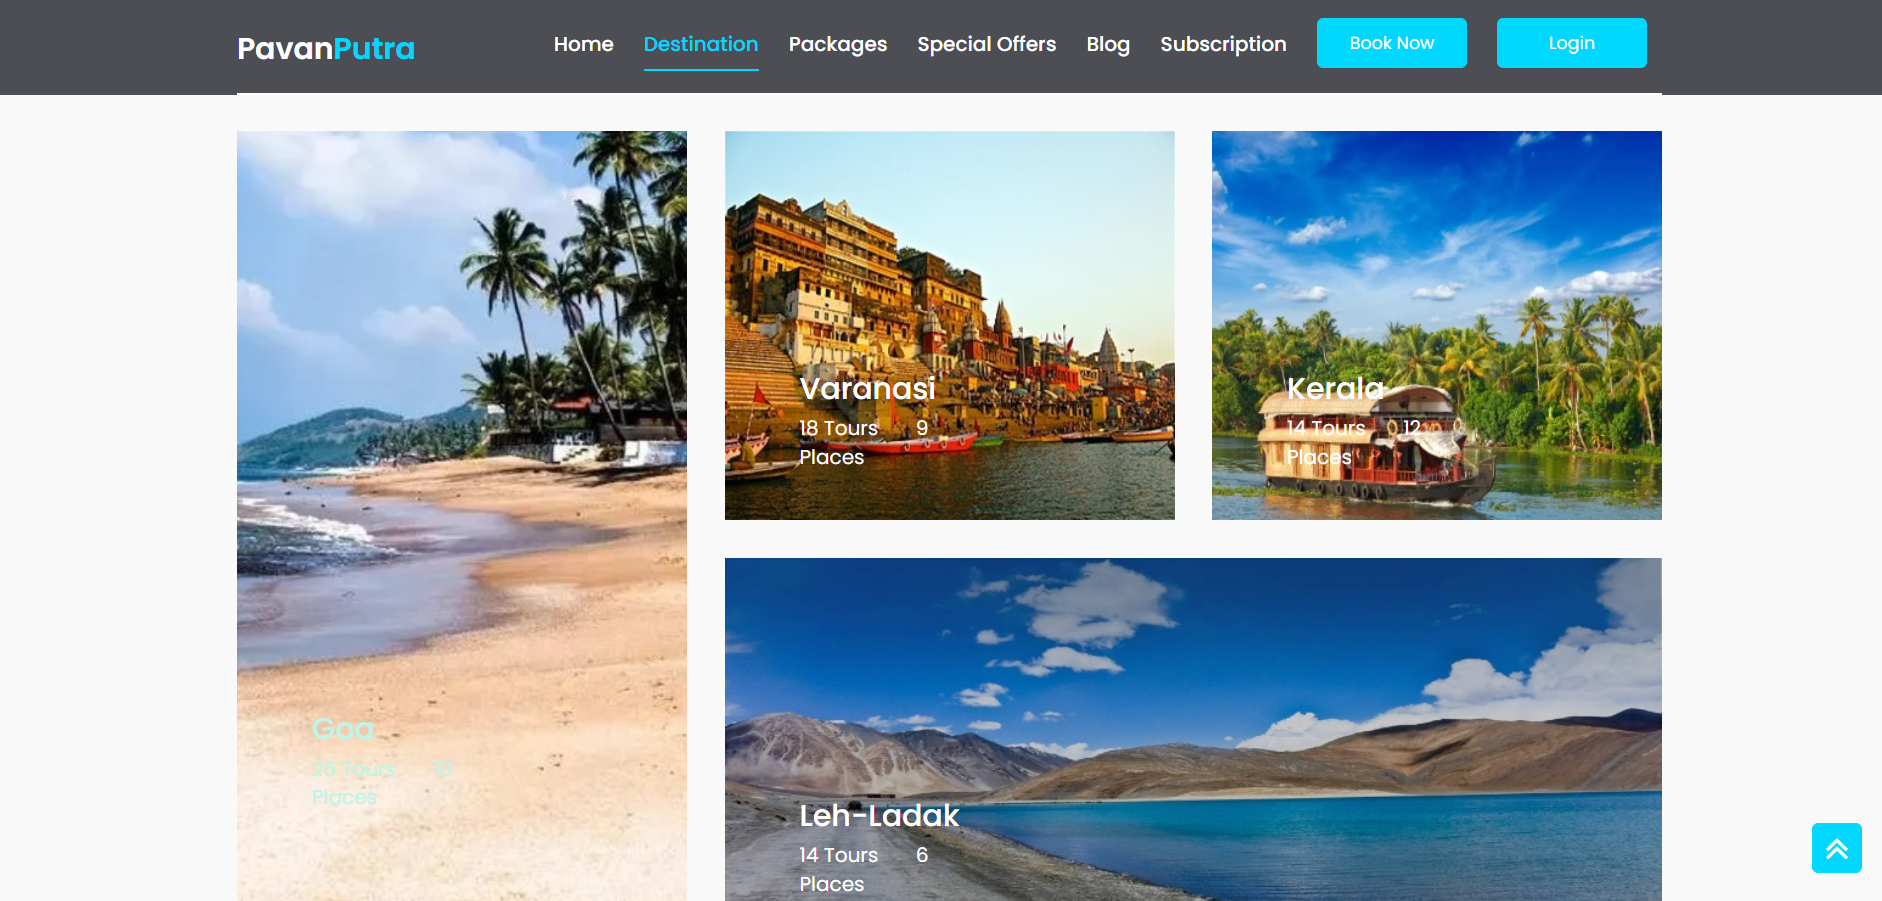 PavanPutra
Home Destination Packages Special Offers Blog Subscription Book Now Login
Varanasi
18 Tours 9
Places
Kerala
14 Tours 12
Places
Goa
25 Tours 10
Places
Leh-Ladak
14 Tours 6
Places